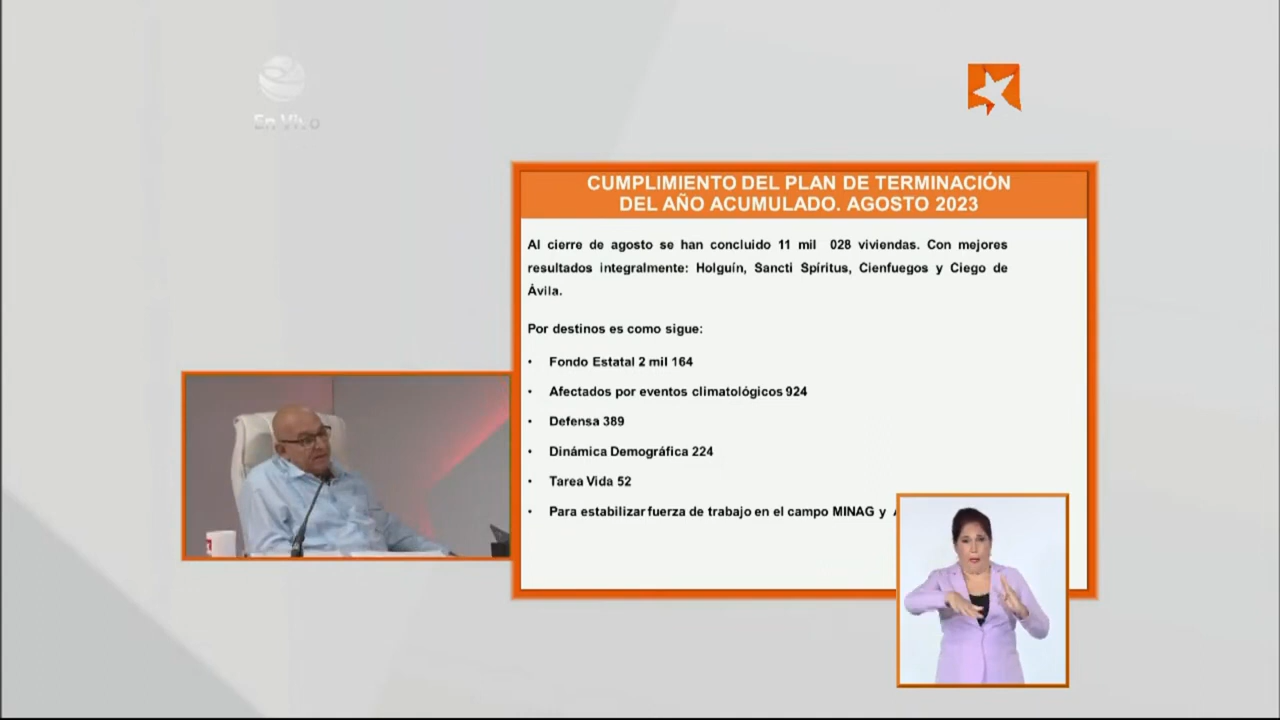 En Vivo
CUMPLIMIENTO DEL PLAN DE TERMINACIÓN
DEL AÑO ACUMULADO. AGOSTO 2023
Al cierre de agosto se han concluido 11 mil 028 viviendas. Con mejores
resultados integralmente: Holguín, Sancti Spíritus, Cienfuegos y Ciego de
Ávila.
Por destinos es como sigue:
• Fondo Estatal 2 mil 164
• Afectados por eventos climatológicos 924
• Defensa 389
• Dinámica Demográfica 224
• Tarea Vida 52
• Para estabilizar fuerza de trabajo en el campo MINAG y